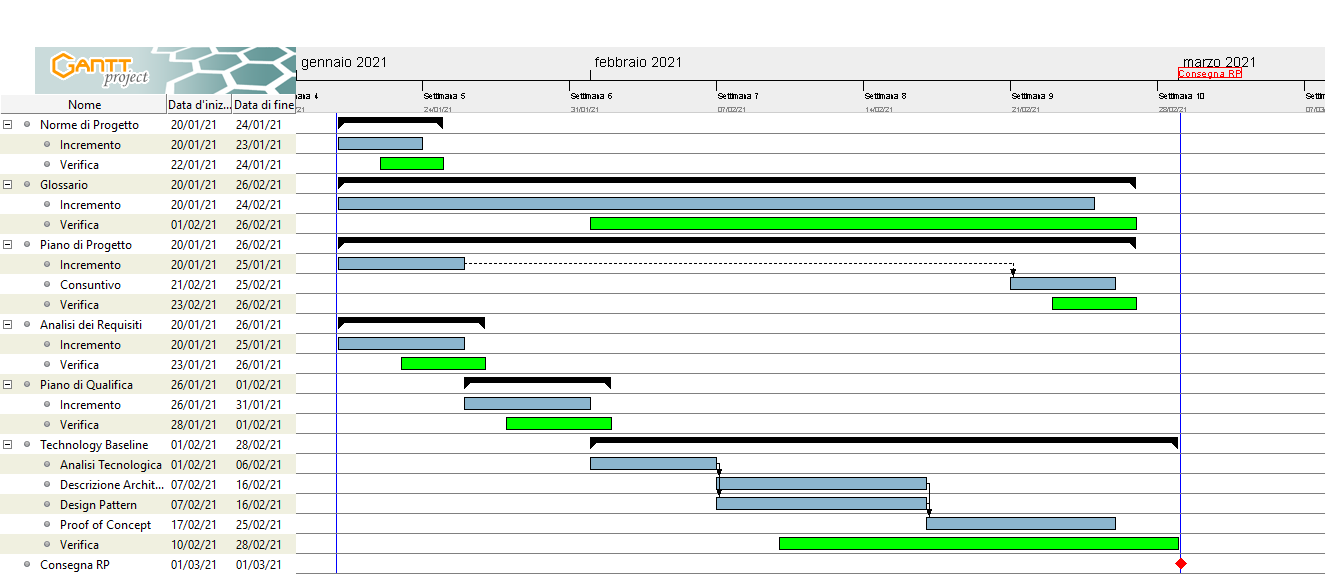 GANTT
project
gennaio 2021
febbraio 2021
marzo 2021
Consegna RP
Settimana 5
Settimana 6
Settimana 7
Settimana 8
Settimana 9
Settimana 10
24/01/21
31/01/21
07/02/21
14/02/21
21/02/21
28/02/21
Nome Data d'iniz... Data di fine
Norme di Progetto 20/01/21 24/01/21
Incremento 20/01/21 23/01/21
Verifica 22/01/21 24/01/21
Glossario 20/01/21 26/02/21
Incremento 20/01/21 24/02/21
Verifica 01/02/21 26/02/21
Piano di Progetto 20/01/21 26/02/21
Incremento 20/01/21 25/01/21
Consuntivo 21/02/21 25/02/21
Verifica 23/02/21 26/02/21
Analisi dei Requisiti 20/01/21 26/01/21
Incremento 20/01/21 25/01/21
Verifica 23/01/21 26/01/21
Piano di Qualifica 26/01/21 01/02/21
Incremento 26/01/21 31/01/21
Verifica 28/01/21 01/02/21
Technology Baseline 01/02/21 28/02/21
Analisi Tecnologica 01/02/21 06/02/21
Descrizione Archit... 07/02/21 16/02/21
Design Pattern 07/02/21 16/02/21
Proof of Concept 17/02/21 25/02/21
Verifica 10/02/21 28/02/21
Consegna RP 01/03/21 01/03/21